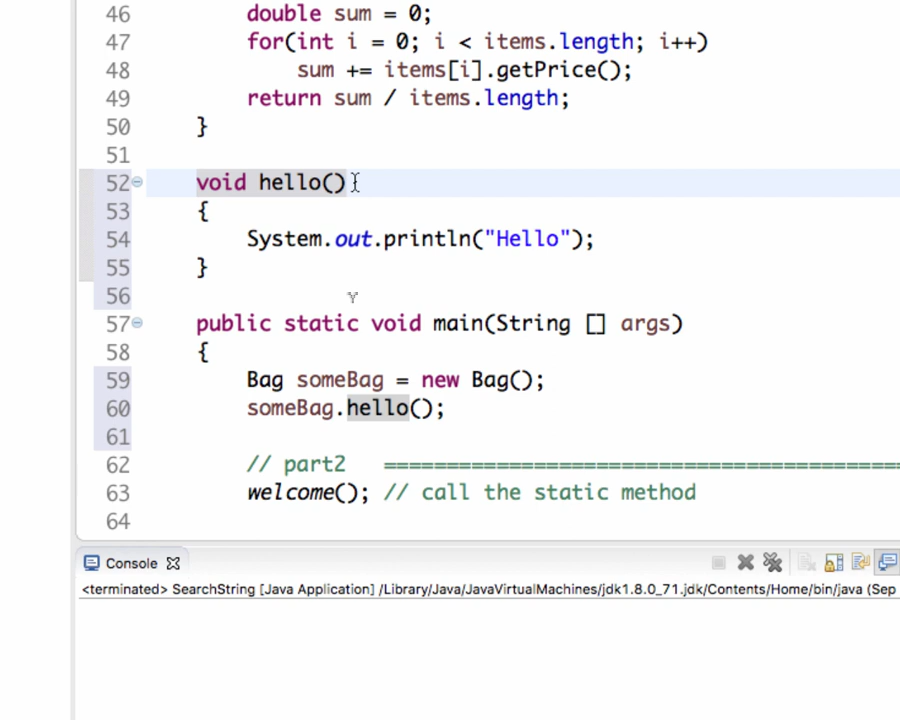 46 double sum = 0;
47 for(int i = 0; i < items.length; i++)
48 sum += items[i].getPrice();
49 return sum / items.length;
50 }
51
52 void hello()
53 {
54 System.out.println("Hello");
55 }
56
57 public static void main(String [] args)
58 {
59 Bag someBag = new Bag();
60 someBag.hello();
61
62 // part2 =========================================
63 welcome(); // call the static method
64
Console
<terminated> SearchString [Java Application] /Library/Java/JavaVirtualMachines/jdk1.8.0_71.jdk/Contents/Home/bin/java (Sep